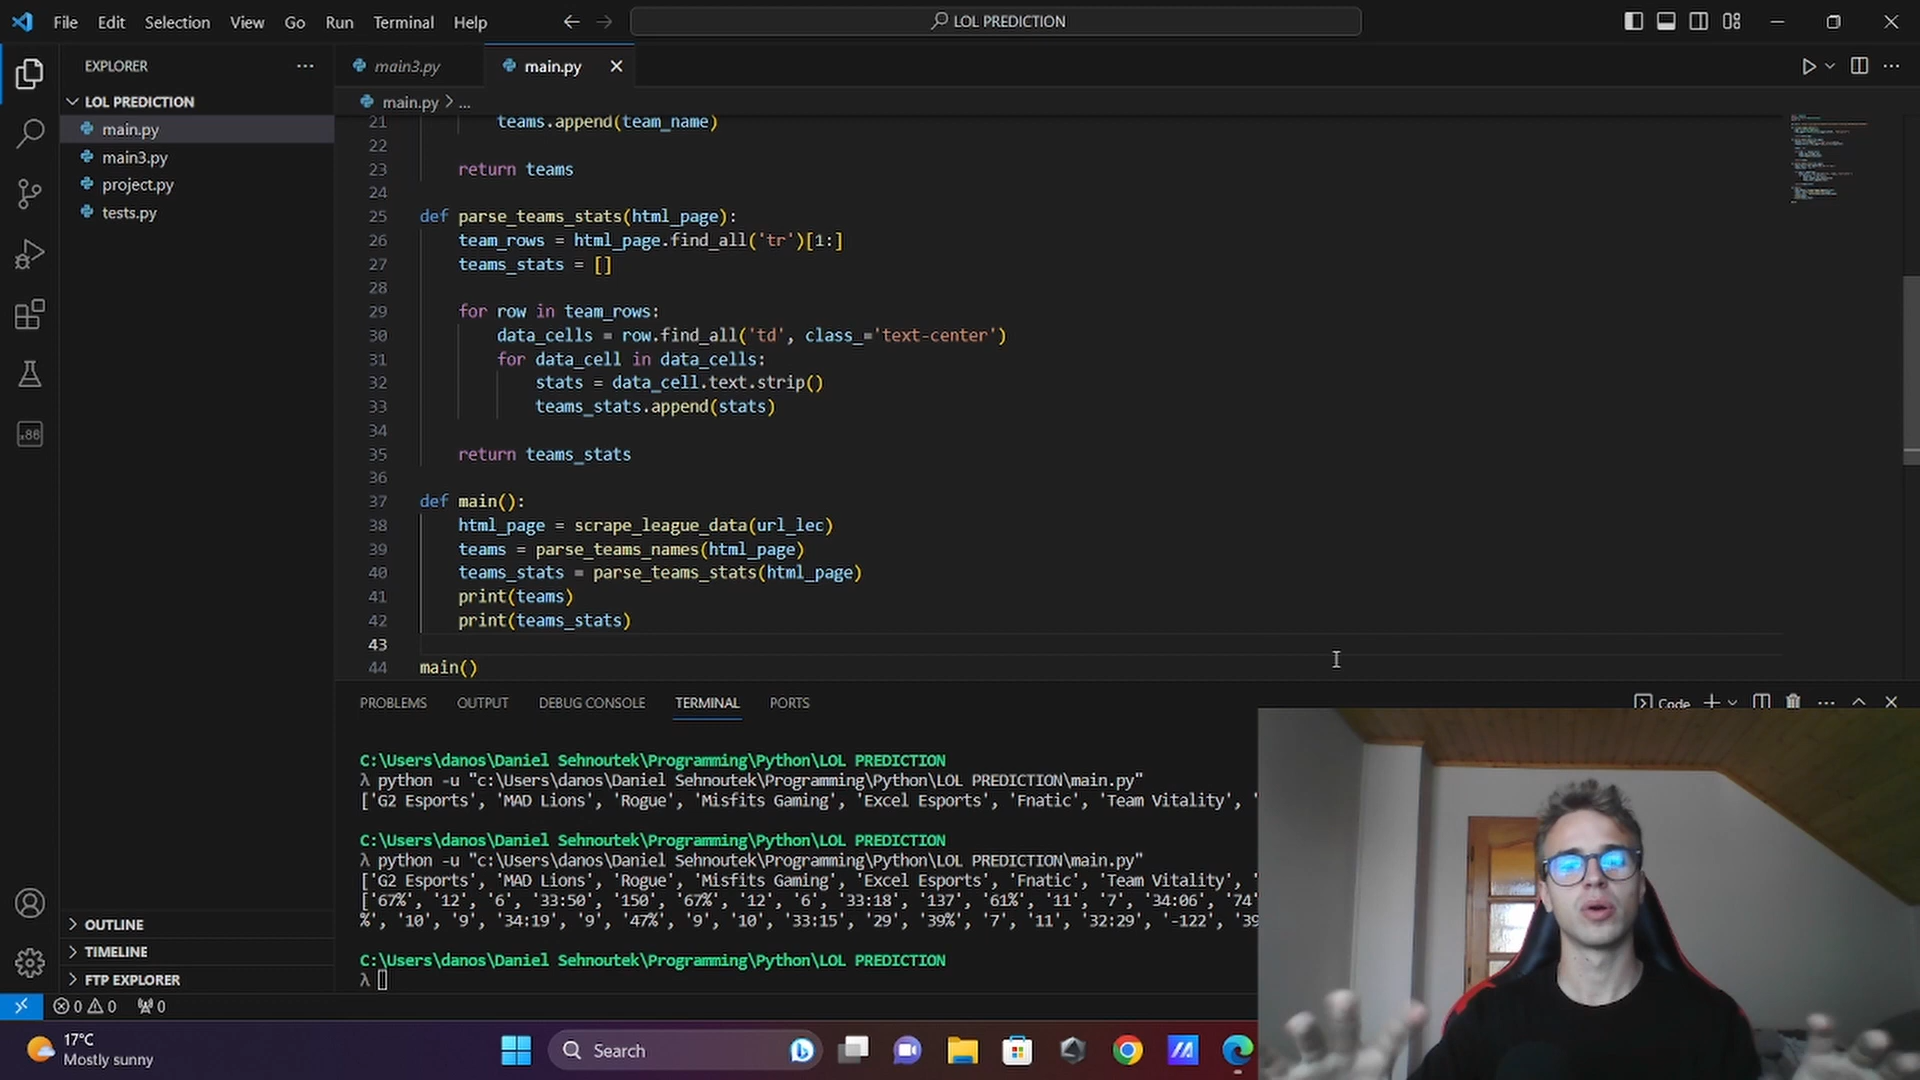 File Edit Selection View Go Run Terminal Help
LOL PREDICTION
EXPLORER
LOL PREDICTION
main.py
main3.py
project.py
tests.py
OUTLINE
TIMELINE
FTP EXPLORER
.86
main3.py
main.py
main.py > ...
21 teams.append(team_name)
22
23 return teams
24
25 def parse_teams_stats(html_page):
26 team_rows = html_page.find_all('tr')[1:]
27 teams_stats = []
28
29 for row in team_rows:
30 data_cells = row.find_all('td', class_='text-center')
31 for data_cell in data_cells:
32 stats = data_cell.text.strip()
33 teams_stats.append(stats)
34
35 return teams_stats
36
37 def main():
38 html_page = scrape_league_data(url_lec)
39 teams = parse_teams_names(html_page)
40 teams_stats = parse_teams_stats(html_page)
41 print(teams)
42 print(teams_stats)
43
44 main()
PROBLEMS OUTPUT DEBUG CONSOLE TERMINAL PORTS
Code
C:\Users\danos\Daniel Sehnoutek\Programming\Python\LOL PREDICTION
λ python -u "c:\Users\danos\Daniel Sehnoutek\Programming\Python\LOL PREDICTION\main.py"
['G2 Esports', 'MAD Lions', 'Rogue', 'Misfits Gaming', 'Excel Esports', 'Fnatic', 'Team Vitality', '
C:\Users\danos\Daniel Sehnoutek\Programming\Python\LOL PREDICTION
λ python -u "c:\Users\danos\Daniel Sehnoutek\Programming\Python\LOL PREDICTION\main.py"
['G2 Esports', 'MAD Lions', 'Rogue', 'Misfits Gaming', 'Excel Esports', 'Fnatic', 'Team Vitality', '
['67%', '12', '6', '33:50', '150', '67%', '12', '6', '33:18', '137', '61%', '11', '7', '34:06', '74'
%', '10', '9', '34:19', '9', '47%', '9', '10', '33:15', '29', '39%', '7', '11', '32:29', '-122', '39
C:\Users\danos\Daniel Sehnoutek\Programming\Python\LOL PREDICTION
λ
0 0 0
17°C
Mostly sunny
Search